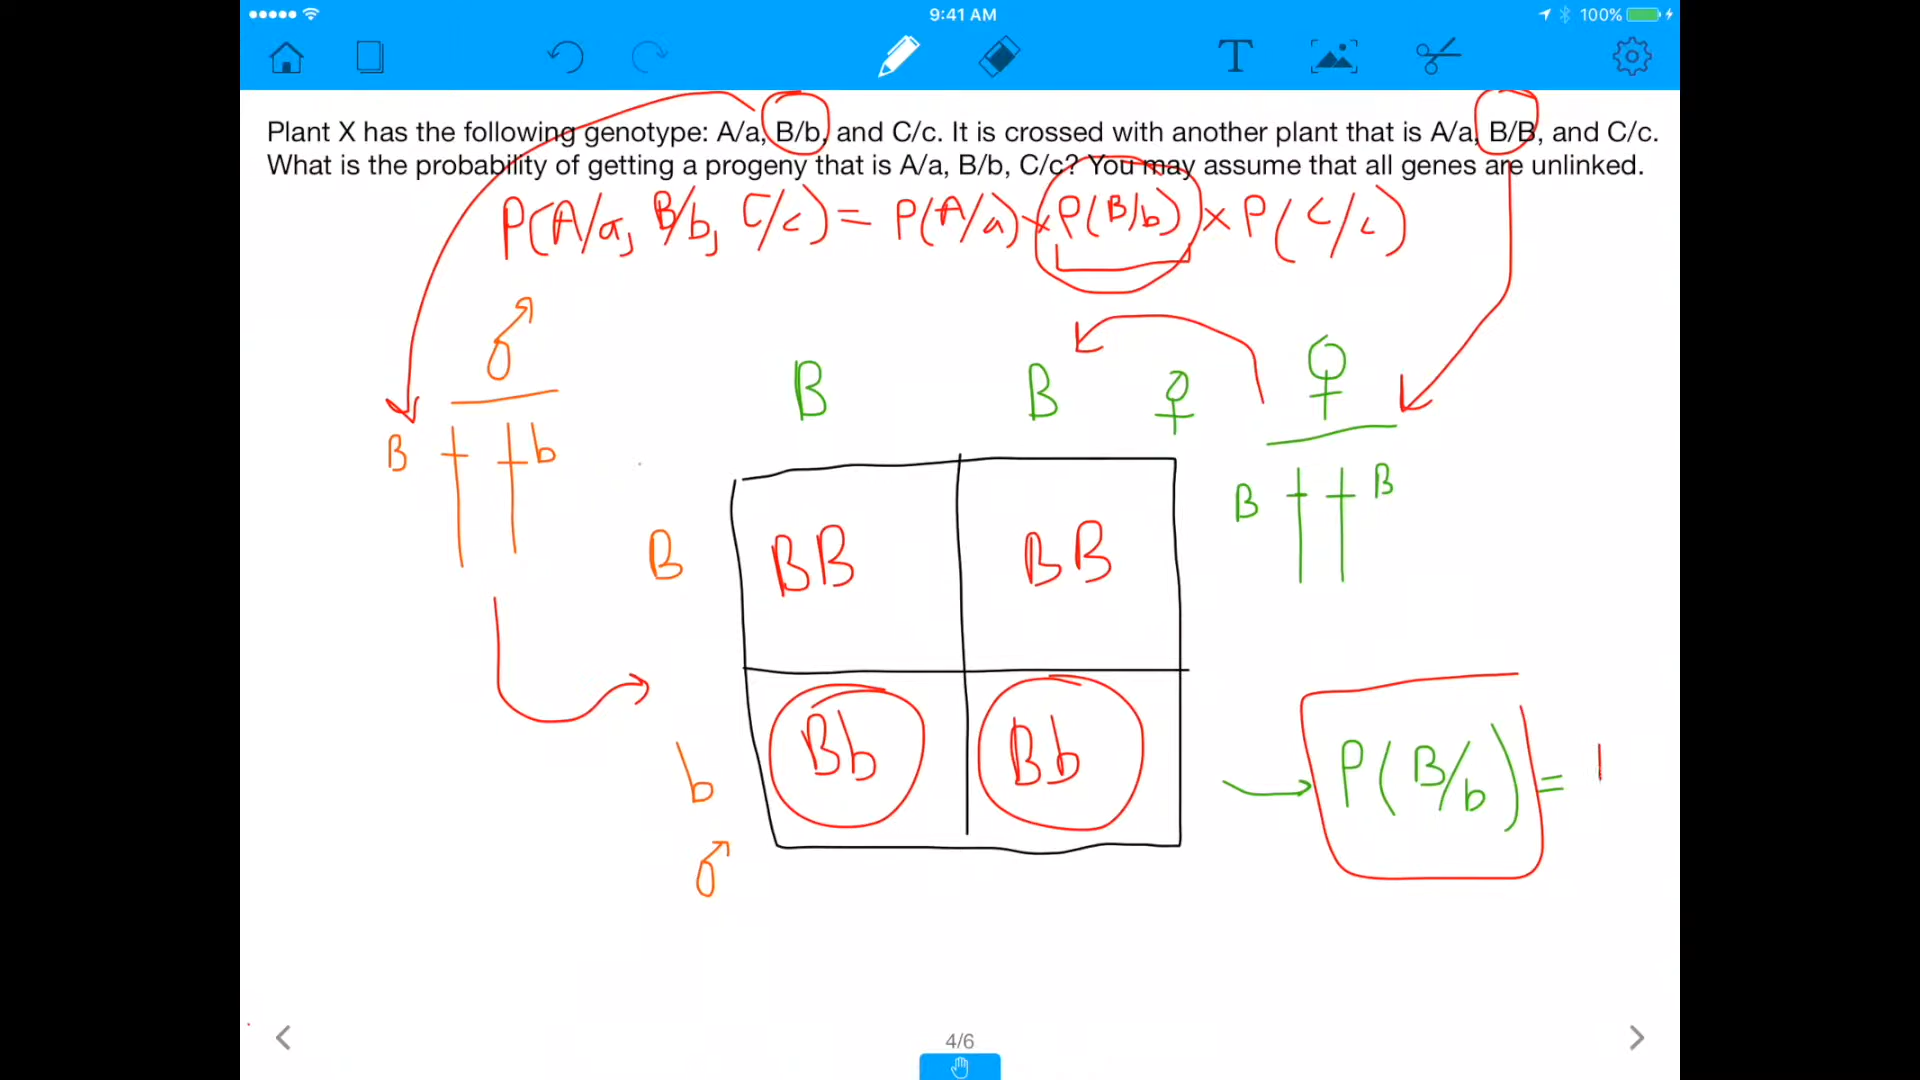 9:41 AM
100%
T
Plant X has the following genotype: A/a, B/b, and C/c. It is crossed with another plant that is A/a, B/B, and C/c.
What is the probability of getting a progeny that is A/a, B/b, C/c? You may assume that all genes are unlinked.
P(A/a, B/b, C/c) = P(A/a) × P(B/b) × P(C/c)
♂
♀
B B ♀
B b
B B
B BB BB
b Bb Bb
♂
P(B/b) = 1
4/6